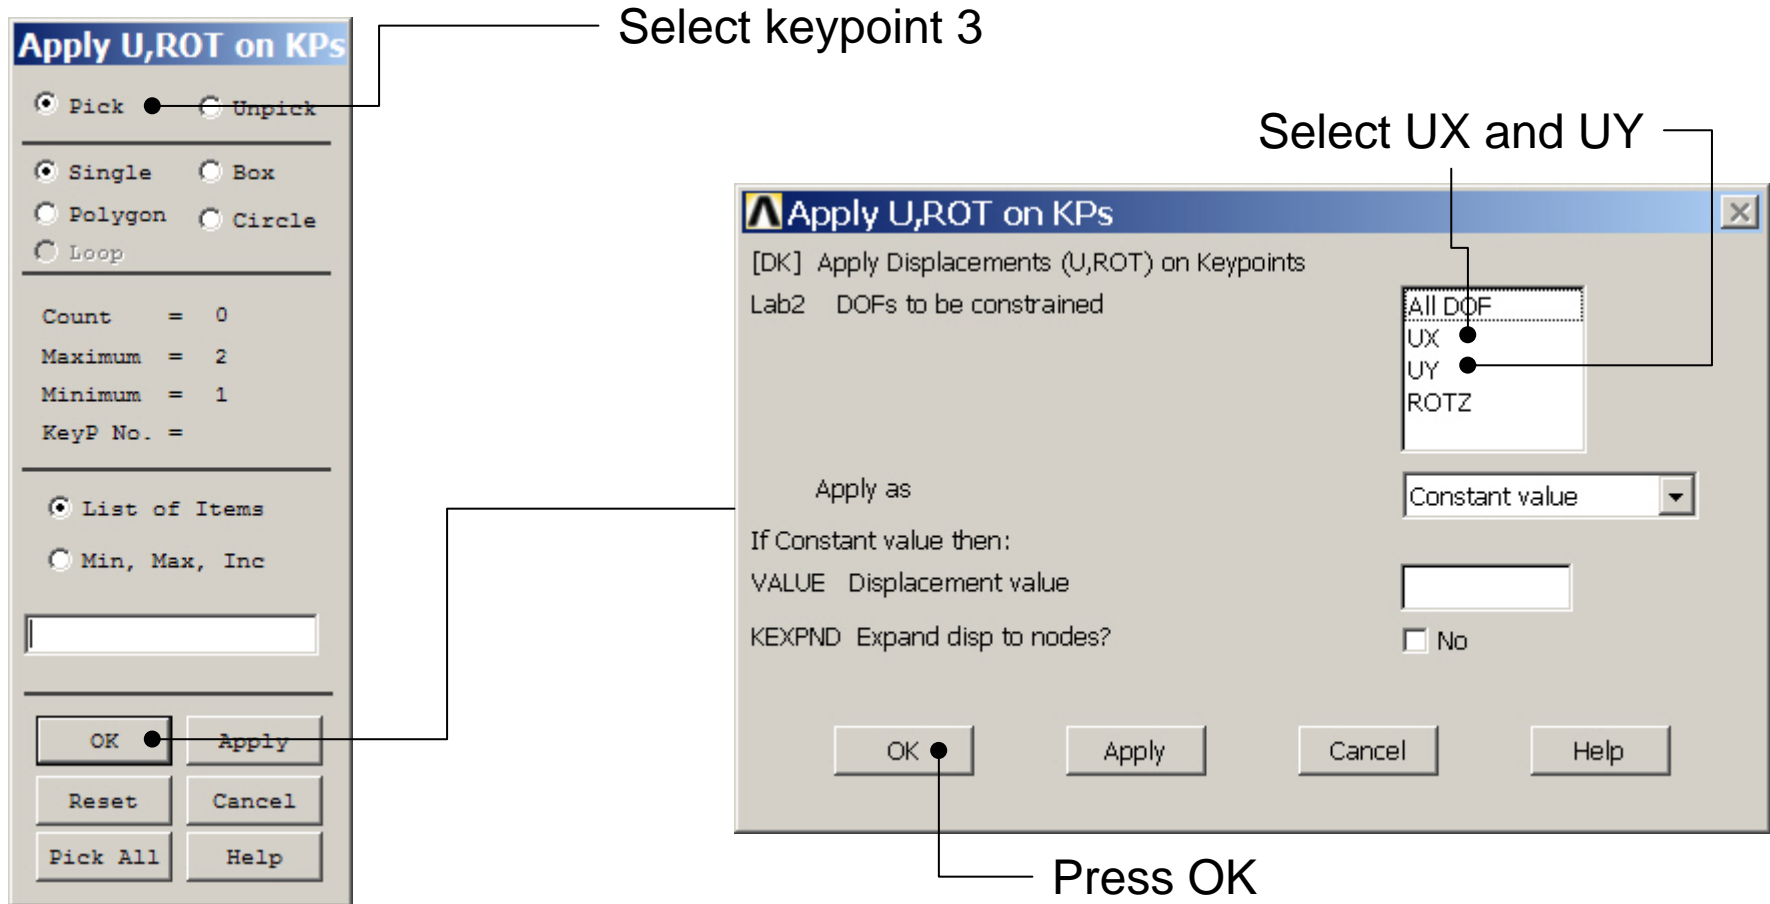 Select keypoint 3
Apply U,ROT on KPs
Pick Unpick
Single Box
Polygon Circle
Loop
Count = 0
Maximum = 2
Minimum = 1
KeyP No. =
List of Items
Min, Max, Inc
OK Apply
Reset Cancel
Pick All Help
Select UX and UY
Apply U,ROT on KPs
[DK] Apply Displacements (U,ROT) on Keypoints
Lab2 DOFs to be constrained
All DOF
UX
UY
ROTZ
Apply as Constant value
If Constant value then:
VALUE Displacement value
KEXPND Expand disp to nodes? No
OK Apply Cancel Help
Press OK